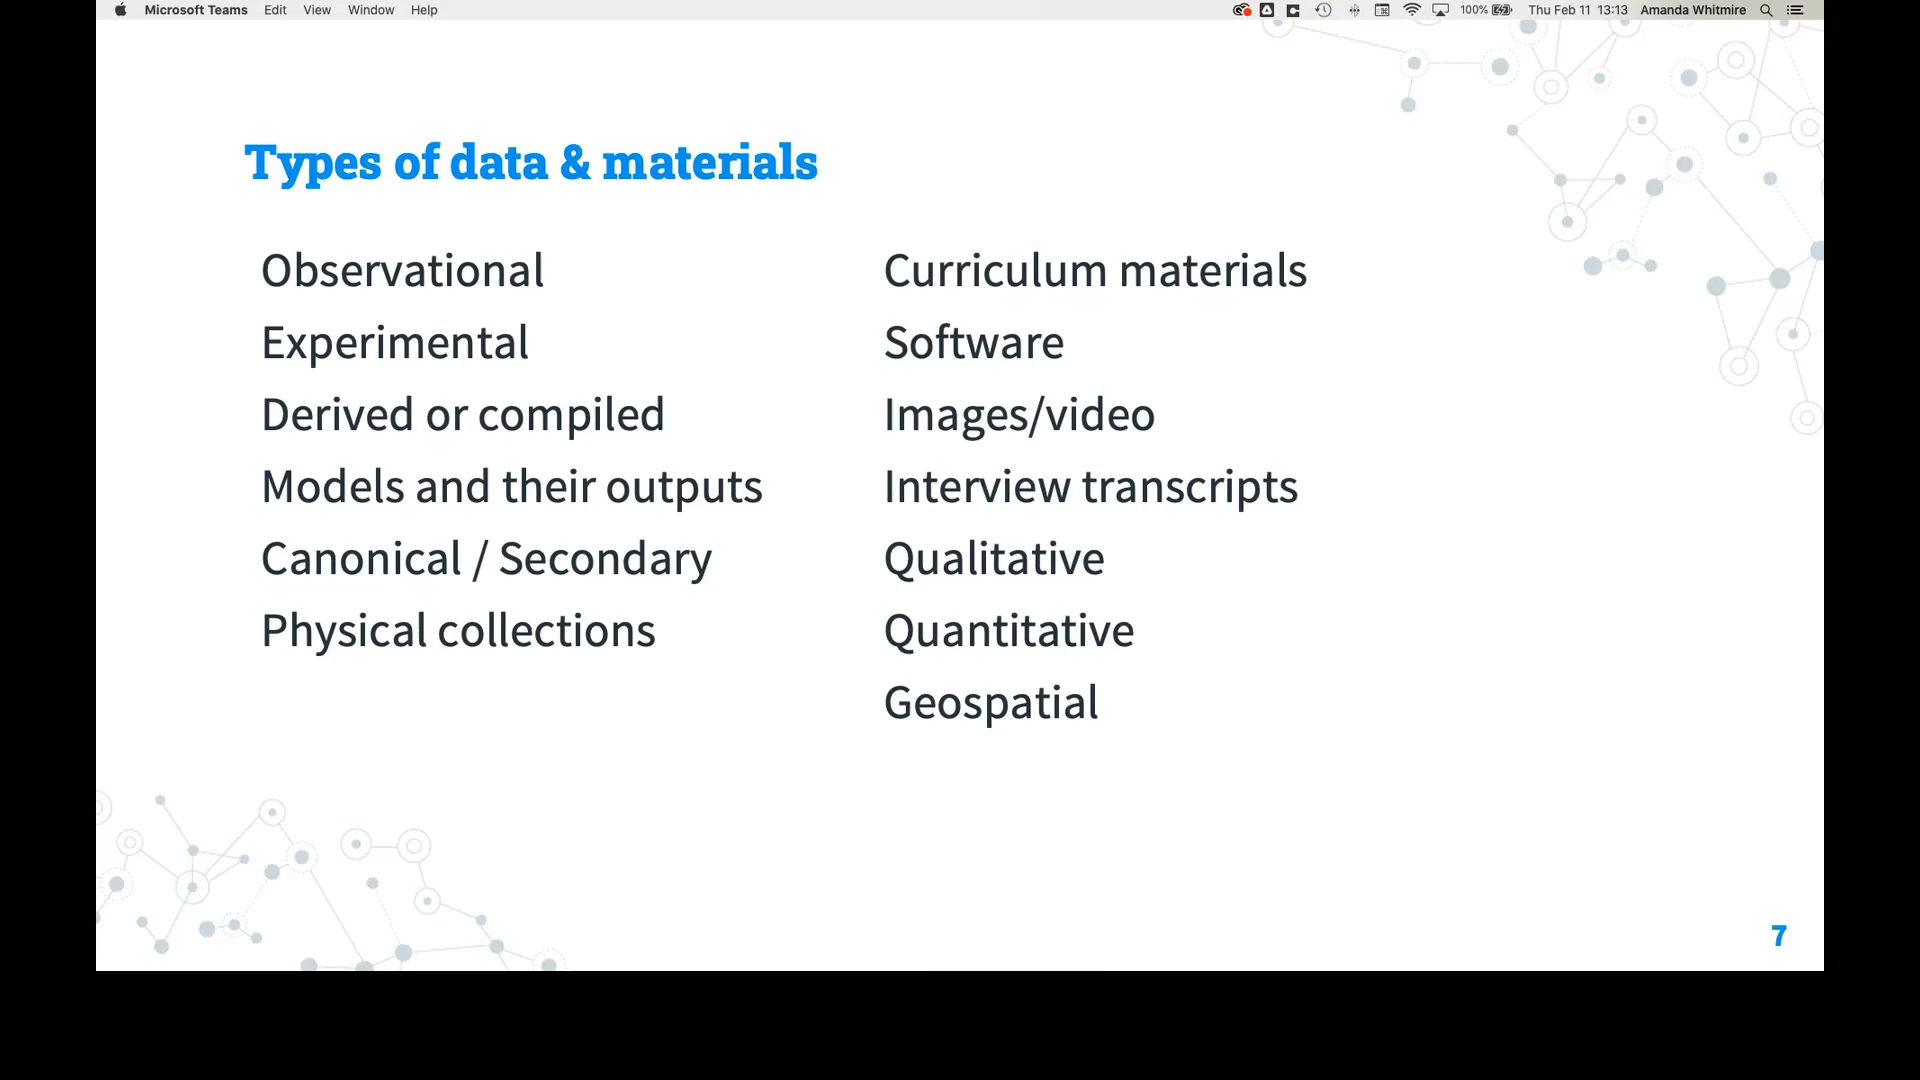 Microsoft Teams Edit View Window Help 100% Thu Feb 11 13:13 Amanda Whitmire
Types of data & materials
Observational
Experimental
Derived or compiled
Models and their outputs
Canonical / Secondary
Physical collections
Curriculum materials
Software
Images/video
Interview transcripts
Qualitative
Quantitative
Geospatial
7